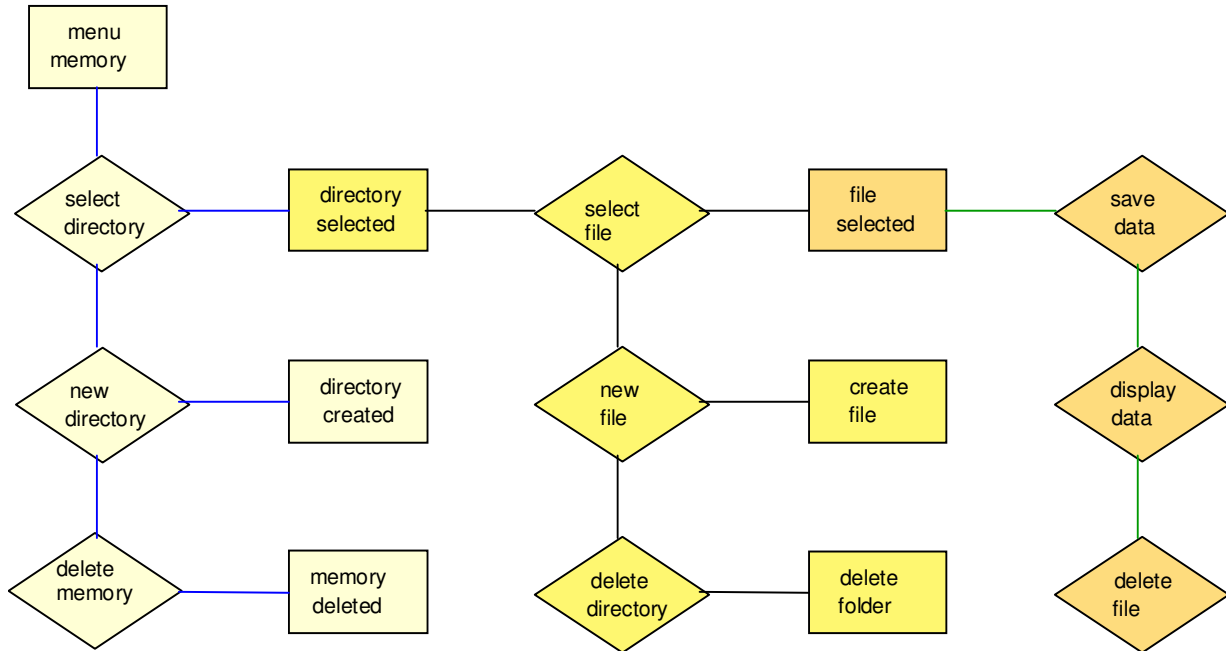 menu
memory
select
directory
directory
selected
select
file
file
selected
save
data
new
directory
directory
created
new
file
create
file
display
data
delete
memory
memory
deleted
delete
directory
delete
folder
delete
file